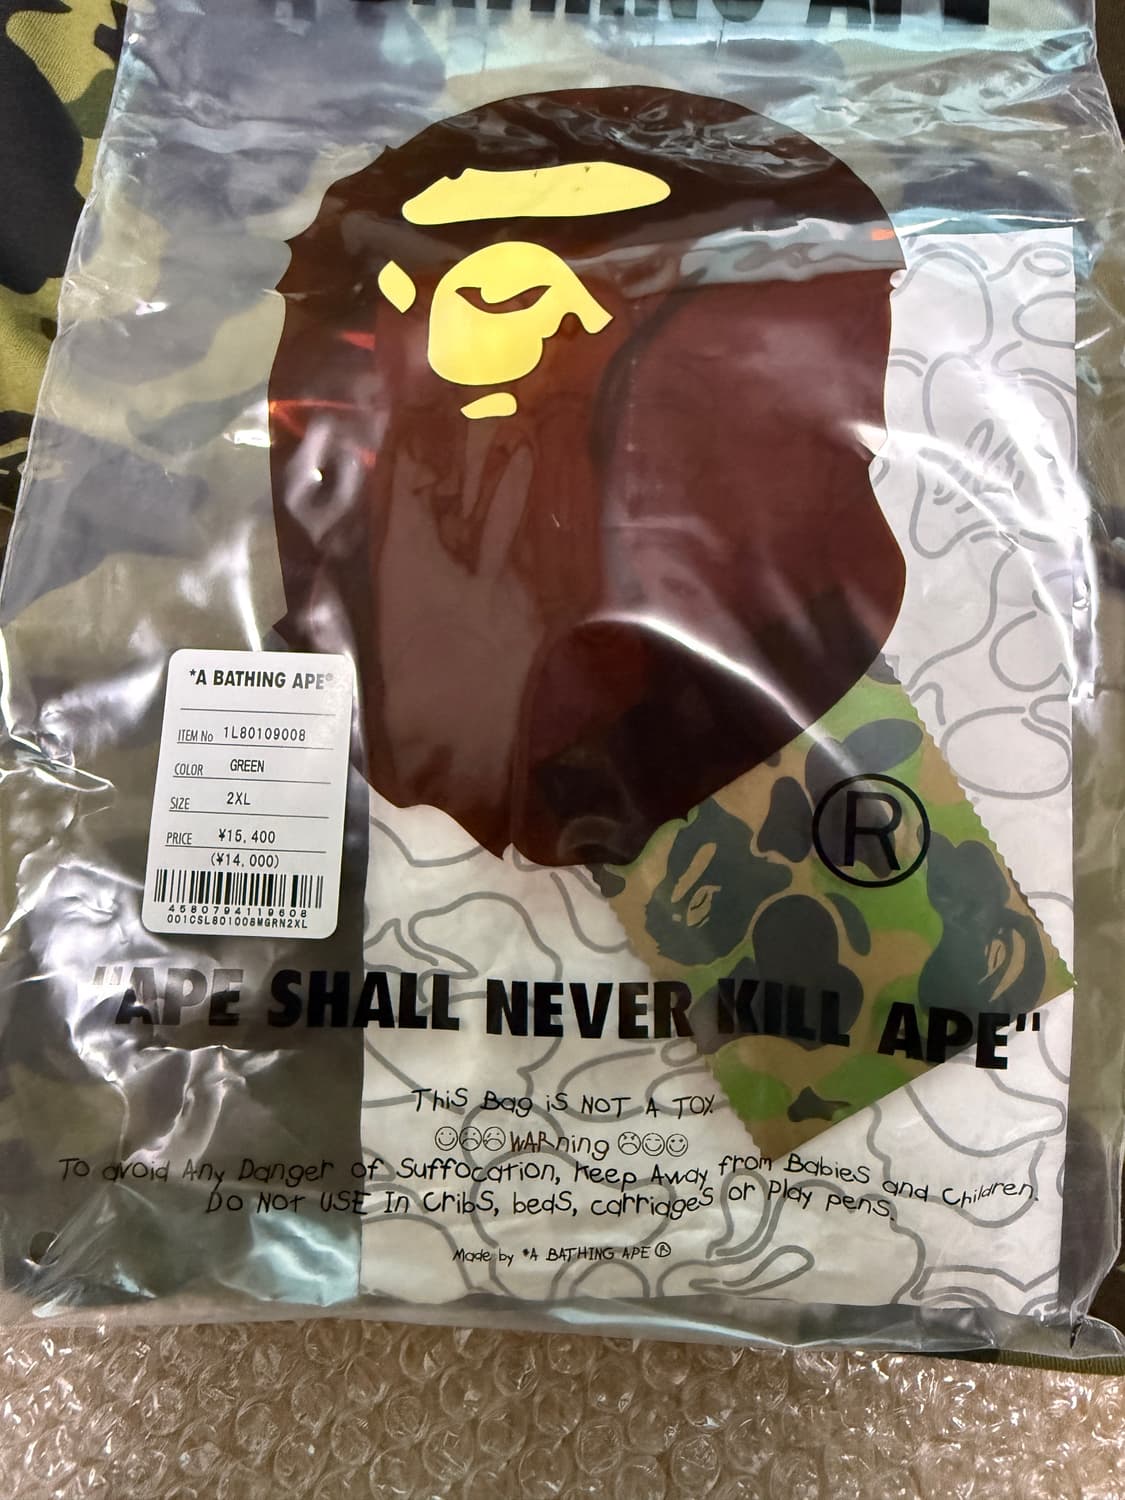 *A BATHING APE®
ITEM No 1L80109008
COLOR GREEN
SIZE 2XL
PRICE ¥15,400
(¥14,000)
4580794119608
001CSL801008MGRN2XL
"APE SHALL NEVER KILL APE"
R
THiS Bag iS NOT A TOY.
WARning
To avoid Any Danger of Suffocation, Keep Away from Babies and Children.
Do NOT USE In Cribs, beds, carriages or Play pens.
Made by *A BATHING APE ®